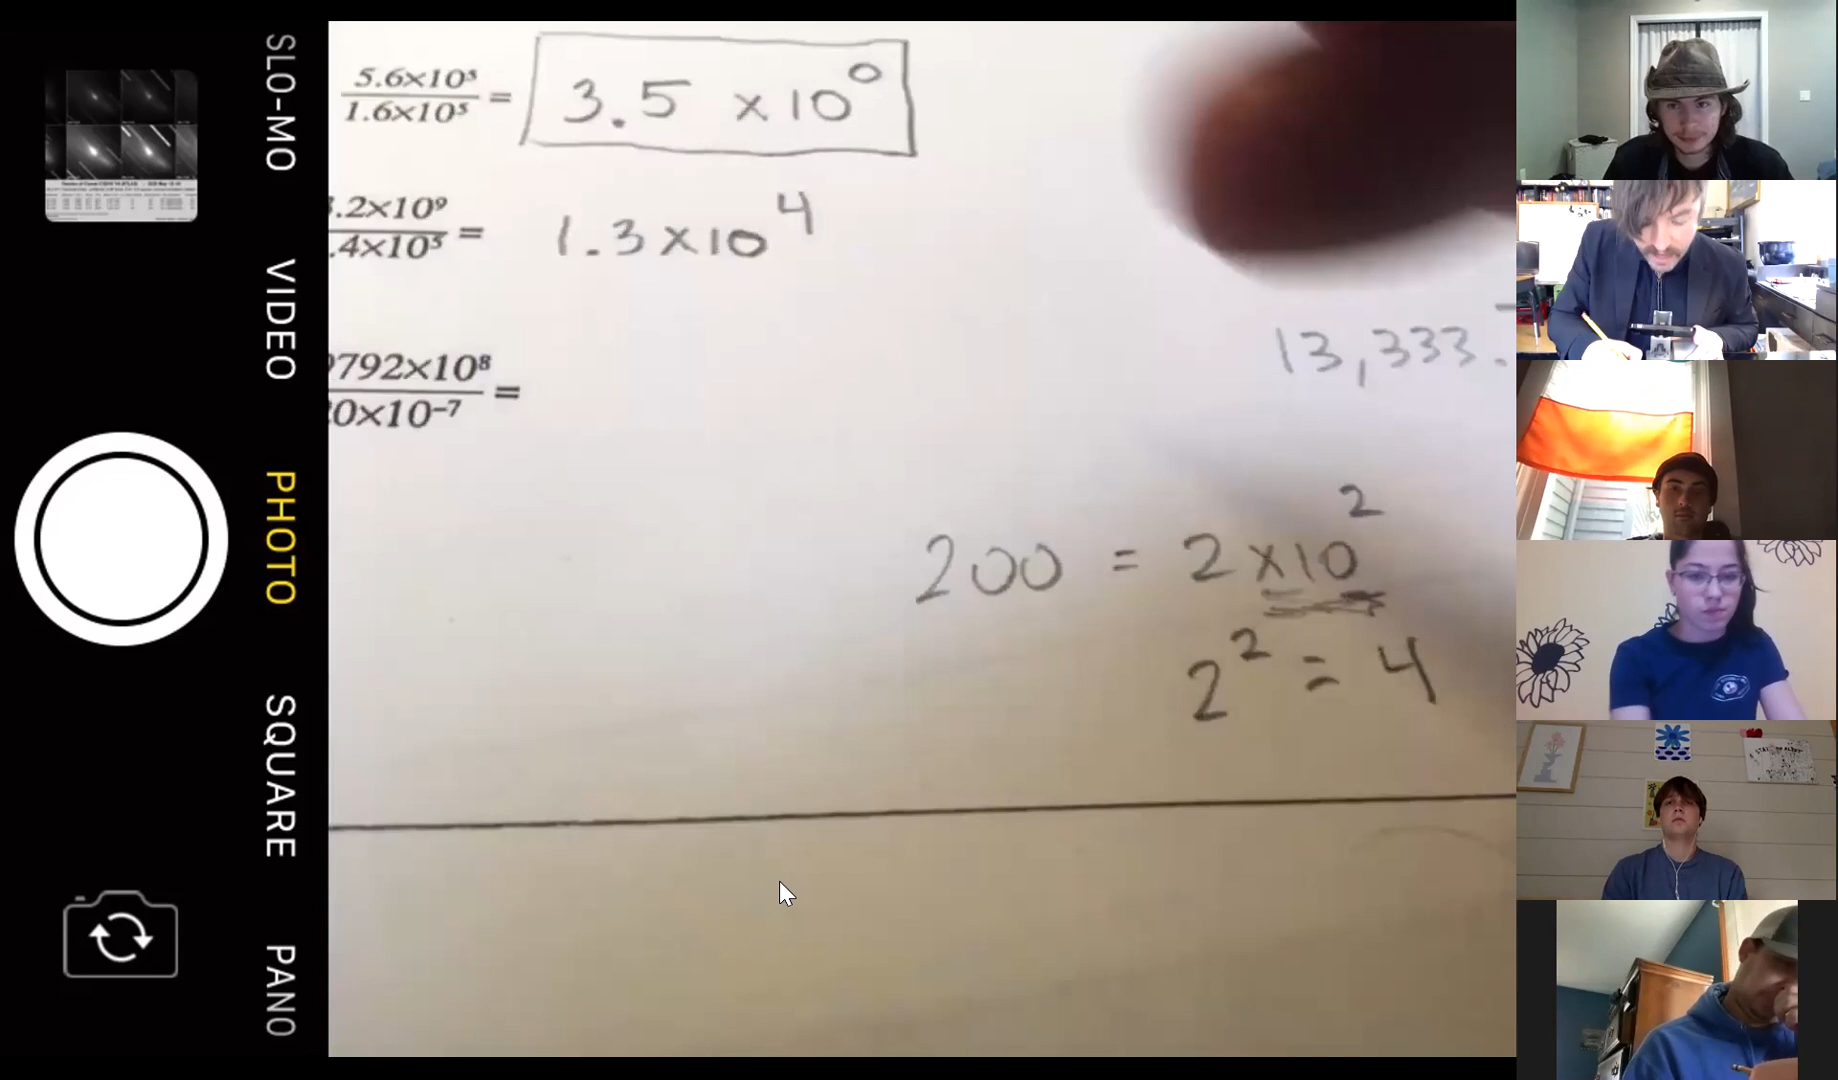 5.6×10⁵
1.6×10⁵ = 3.5 ×10⁰
.2×10⁹
.4×10⁵ = 1.3×10⁴
13,333.
792×10⁸
0×10⁻⁷ =
200 = 2×10²
2² = 4
SLO-MO
VIDEO
PHOTO
SQUARE
PANO